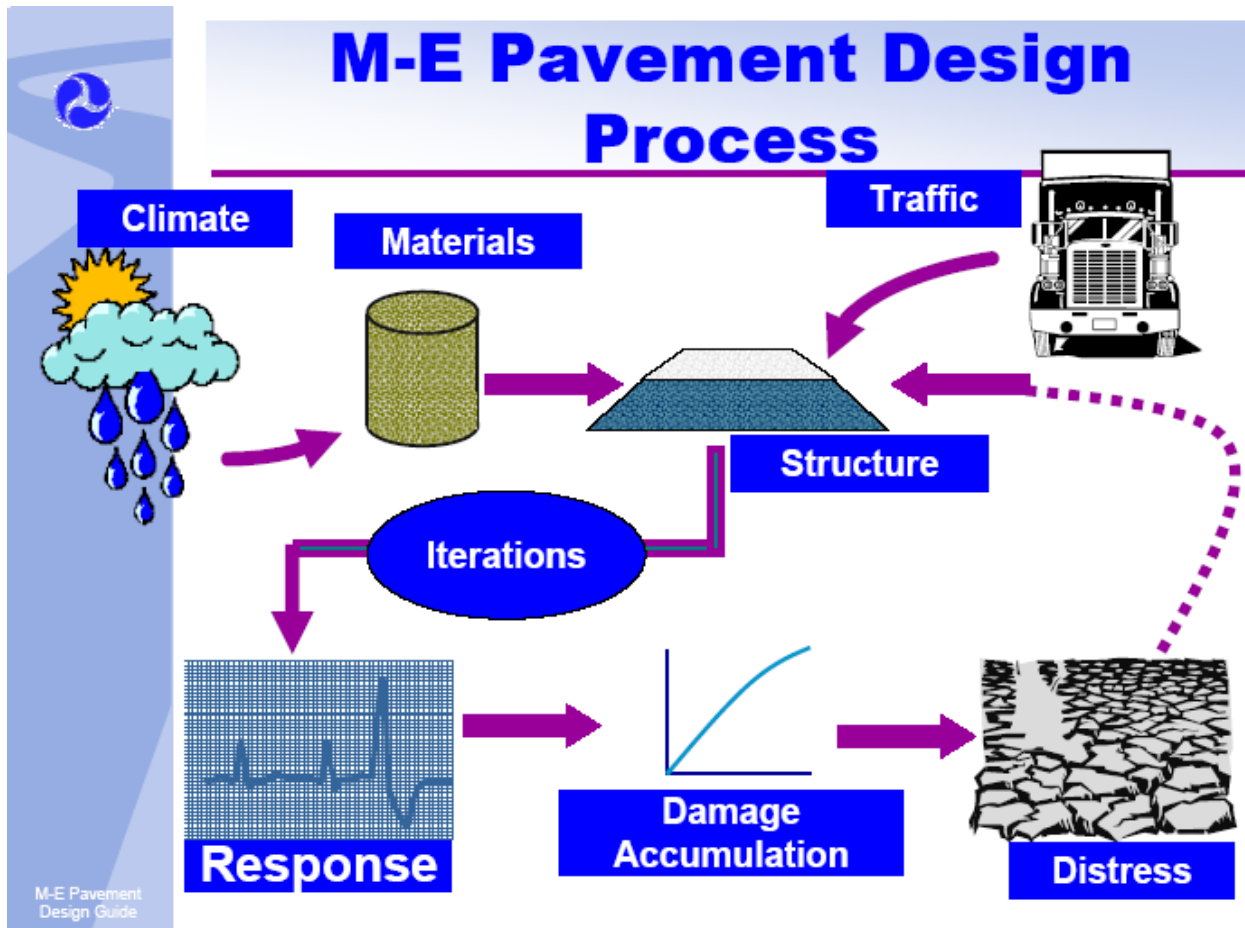 M-E Pavement Design
Process
Climate
Materials
Traffic
Structure
Iterations
Response
Damage
Accumulation
Distress
M-E Pavement
Design Guide